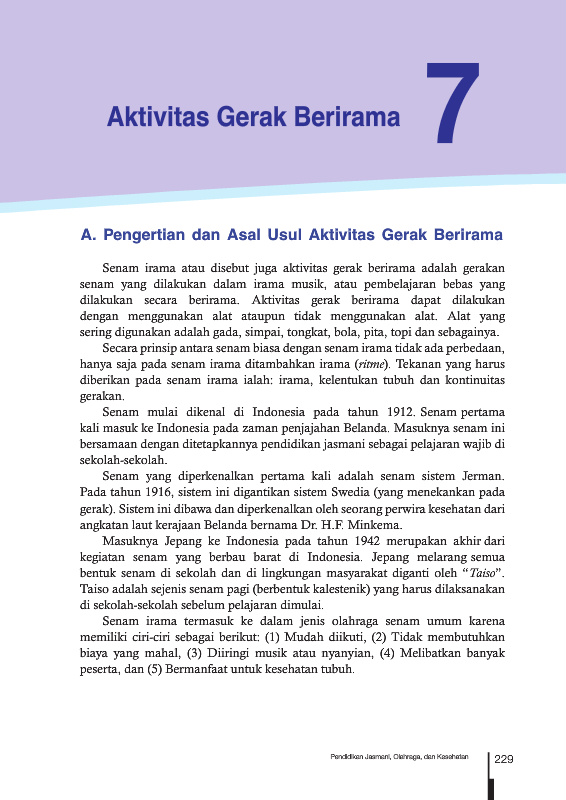 Aktivitas Gerak Berirama
7
A. Pengertian dan Asal Usul Aktivitas Gerak Berirama
Senam irama atau disebut juga aktivitas gerak berirama adalah gerakan
senam yang dilakukan dalam irama musik, atau pembelajaran bebas yang
dilakukan secara berirama. Aktivitas gerak berirama dapat dilakukan
dengan menggunakan alat ataupun tidak menggunakan alat. Alat yang
sering digunakan adalah gada, simpai, tongkat, bola, pita, topi dan sebagainya.
Secara prinsip antara senam biasa dengan senam irama tidak ada perbedaan,
hanya saja pada senam irama ditambahkan irama (ritme). Tekanan yang harus
diberikan pada senam irama ialah: irama, kelentukan tubuh dan kontinuitas
gerakan.
Senam mulai dikenal di Indonesia pada tahun 1912. Senam pertama
kali masuk ke Indonesia pada zaman penjajahan Belanda. Masuknya senam ini
bersamaan dengan ditetapkannya pendidikan jasmani sebagai pelajaran wajib di
sekolah-sekolah.
Senam yang diperkenalkan pertama kali adalah senam sistem Jerman.
Pada tahun 1916, sistem ini digantikan sistem Swedia (yang menekankan pada
gerak). Sistem ini dibawa dan diperkenalkan oleh seorang perwira kesehatan dari
angkatan laut kerajaan Belanda bernama Dr. H.F. Minkema.
Masuknya Jepang ke Indonesia pada tahun 1942 merupakan akhir dari
kegiatan senam yang berbau barat di Indonesia. Jepang melarang semua
bentuk senam di sekolah dan di lingkungan masyarakat diganti oleh “Taiso”.
Taiso adalah sejenis senam pagi (berbentuk kalestenik) yang harus dilaksanakan
di sekolah-sekolah sebelum pelajaran dimulai.
Senam irama termasuk ke dalam jenis olahraga senam umum karena
memiliki ciri-ciri sebagai berikut: (1) Mudah diikuti, (2) Tidak membutuhkan
biaya yang mahal, (3) Diiringi musik atau nyanyian, (4) Melibatkan banyak
peserta, dan (5) Bermanfaat untuk kesehatan tubuh.
Pendidikan Jasmani, Olahraga, dan Kesehatan
229